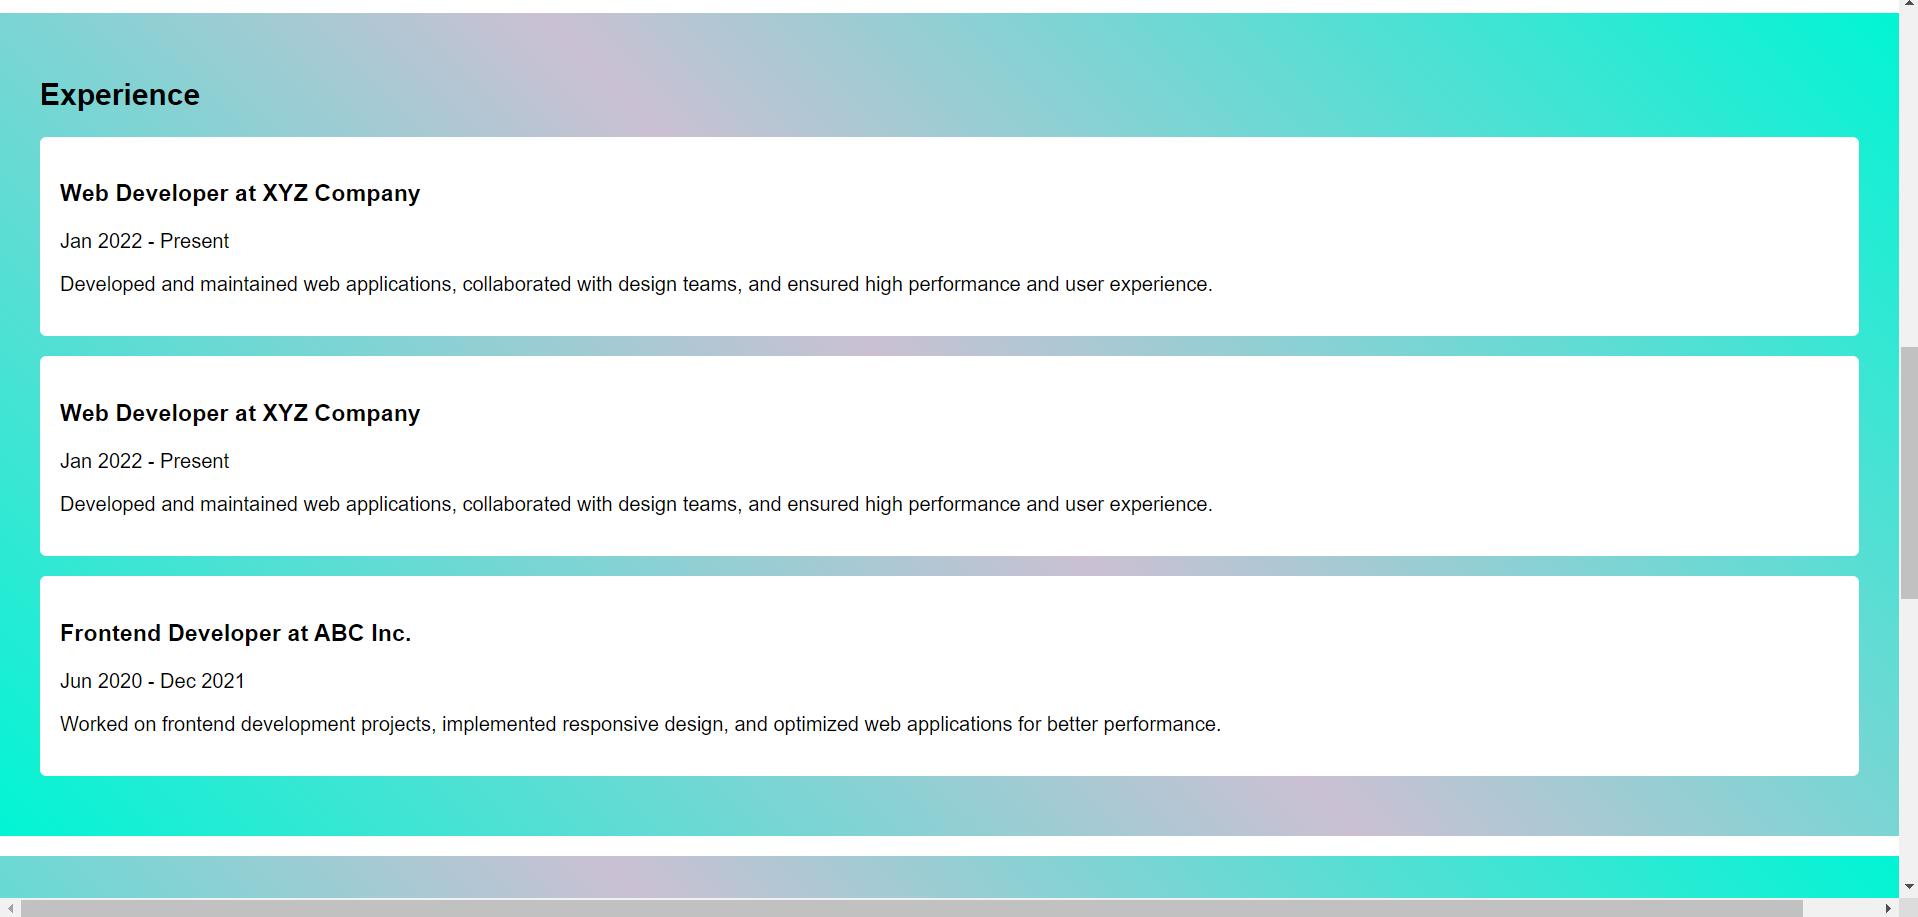 Experience
Web Developer at XYZ Company
Jan 2022 - Present
Developed and maintained web applications, collaborated with design teams, and ensured high performance and user experience.
Web Developer at XYZ Company
Jan 2022 - Present
Developed and maintained web applications, collaborated with design teams, and ensured high performance and user experience.
Frontend Developer at ABC Inc.
Jun 2020 - Dec 2021
Worked on frontend development projects, implemented responsive design, and optimized web applications for better performance.